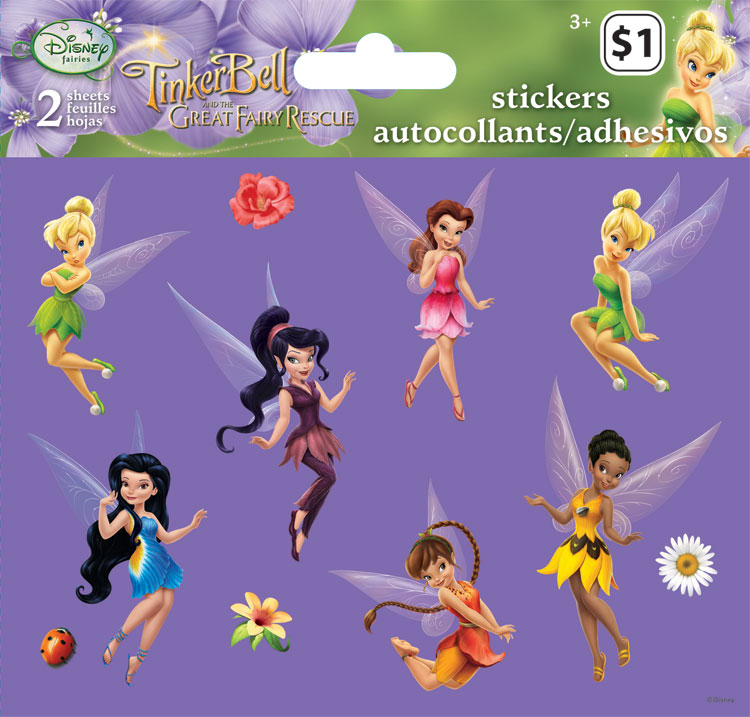 Disney
fairies
2 sheets
feuilles
hojas
TinkerBell
AND THE
GREAT FAIRY RESCUE
3+
$1
stickers
autocollants/adhesivos
©Disney